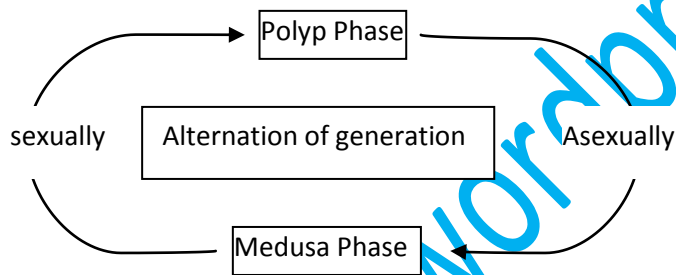 Polyp Phase
sexually
Alternation of generation
Asexually
Medusa Phase